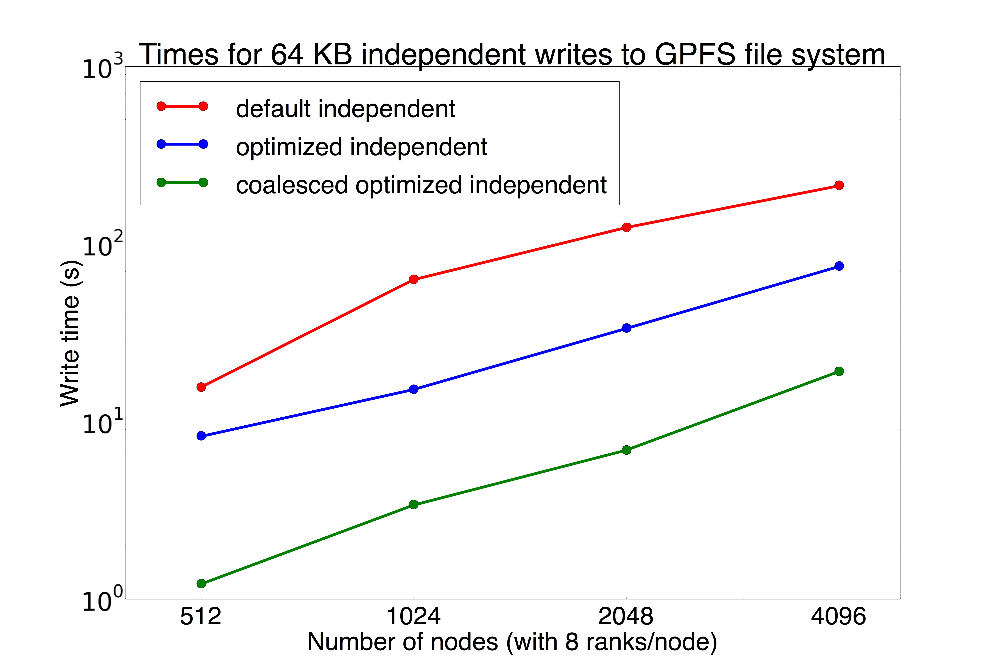 Times for 64 KB independent writes to GPFS file system
10³
default independent
optimized independent
coalesced optimized independent
10²
Write time (s)
10¹
10⁰
512 1024 2048 4096
Number of nodes (with 8 ranks/node)